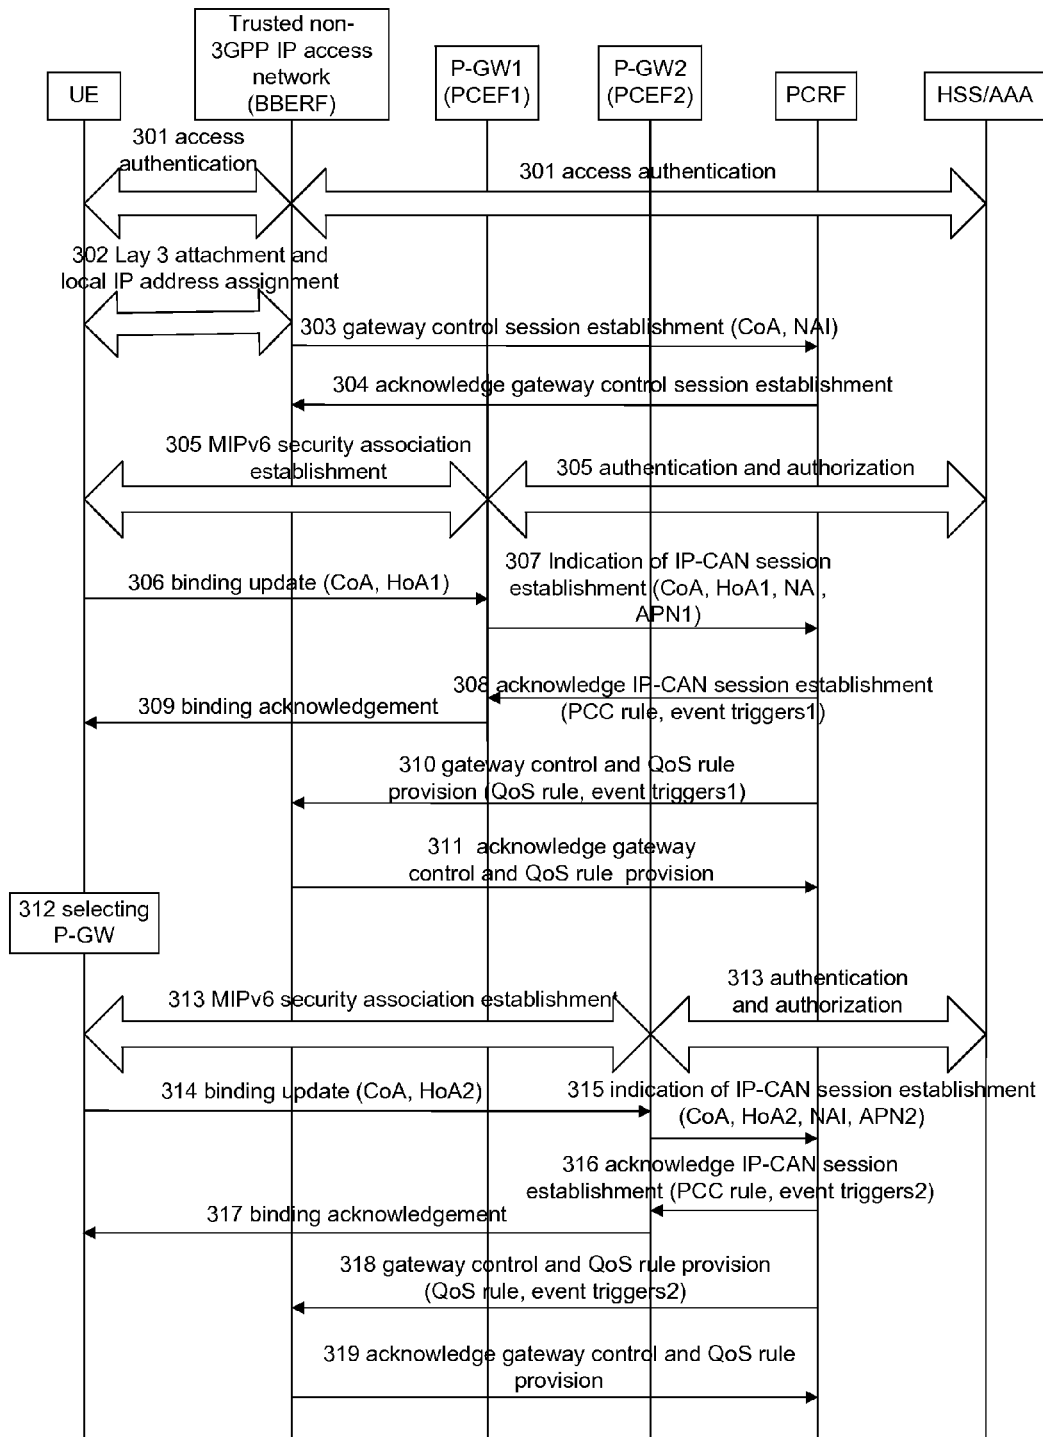 Trusted non-
3GPP IP access
network
(BBERF)
UE
P-GW1
(PCEF1)
P-GW2
(PCEF2)
PCRF
HSS/AAA
301 access
authentication
301 access authentication
302 Lay 3 attachment and
local IP address assignment
303 gateway control session establishment (CoA, NAI)
304 acknowledge gateway control session establishment
305 MIPv6 security association
establishment
305 authentication and authorization
306 binding update (CoA, HoA1)
307 Indication of IP-CAN session
establishment (CoA, HoA1, NAI,
APN1)
308 acknowledge IP-CAN session establishment
(PCC rule, event triggers1)
309 binding acknowledgement
310 gateway control and QoS rule
provision (QoS rule, event triggers1)
311 acknowledge gateway
control and QoS rule provision
312 selecting
P-GW
313 MIPv6 security association establishment
313 authentication
and authorization
314 binding update (CoA, HoA2)
315 indication of IP-CAN session establishment
(CoA, HoA2, NAI, APN2)
316 acknowledge IP-CAN session
establishment (PCC rule, event triggers2)
317 binding acknowledgement
318 gateway control and QoS rule provision
(QoS rule, event triggers2)
319 acknowledge gateway control and QoS rule
provision